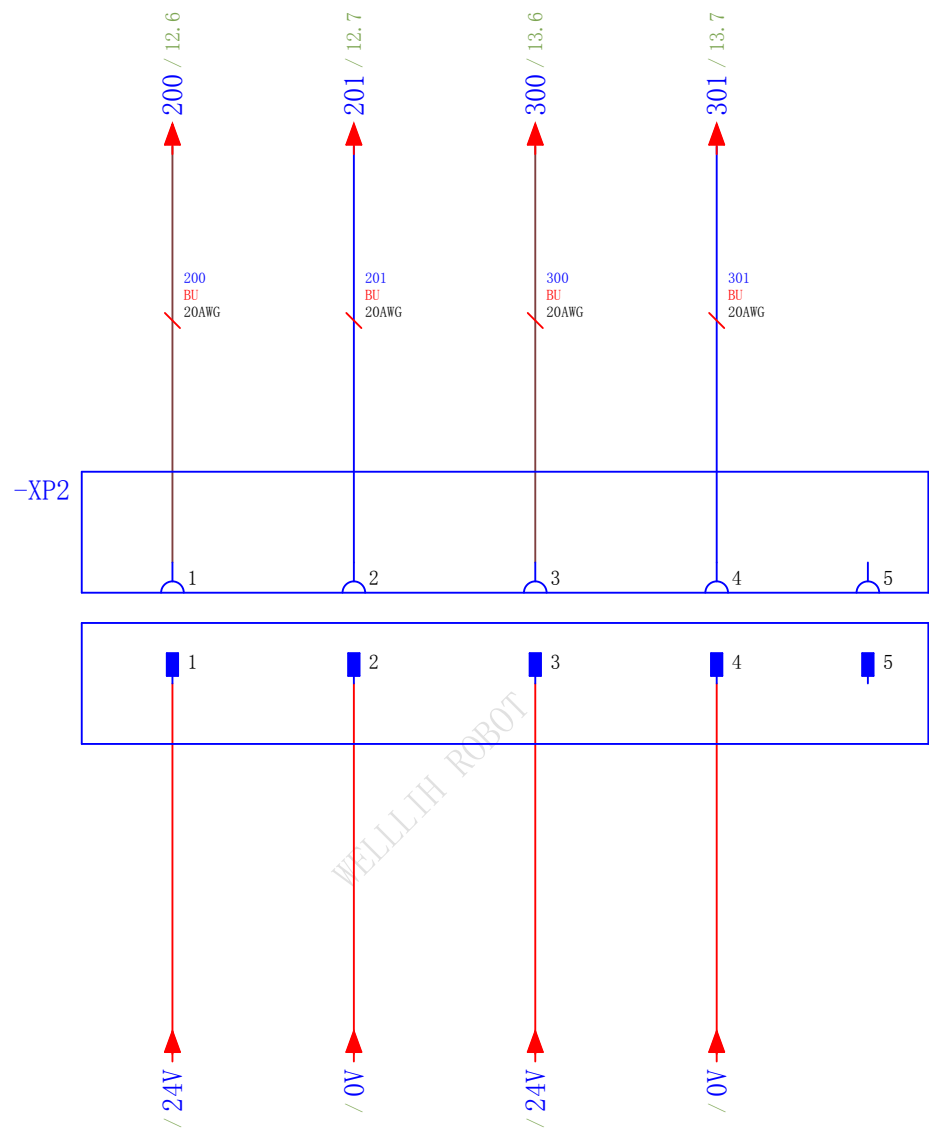 200 / 12.6
201 / 12.7
300 / 13.6
301 / 13.7
200
BU
20AWG
201
BU
20AWG
300
BU
20AWG
301
BU
20AWG
-XP2
1
2
3
4
5
1
2
3
4
5
WELLLIH ROBOT
/ 24V
/ 0V
/ 24V
/ 0V